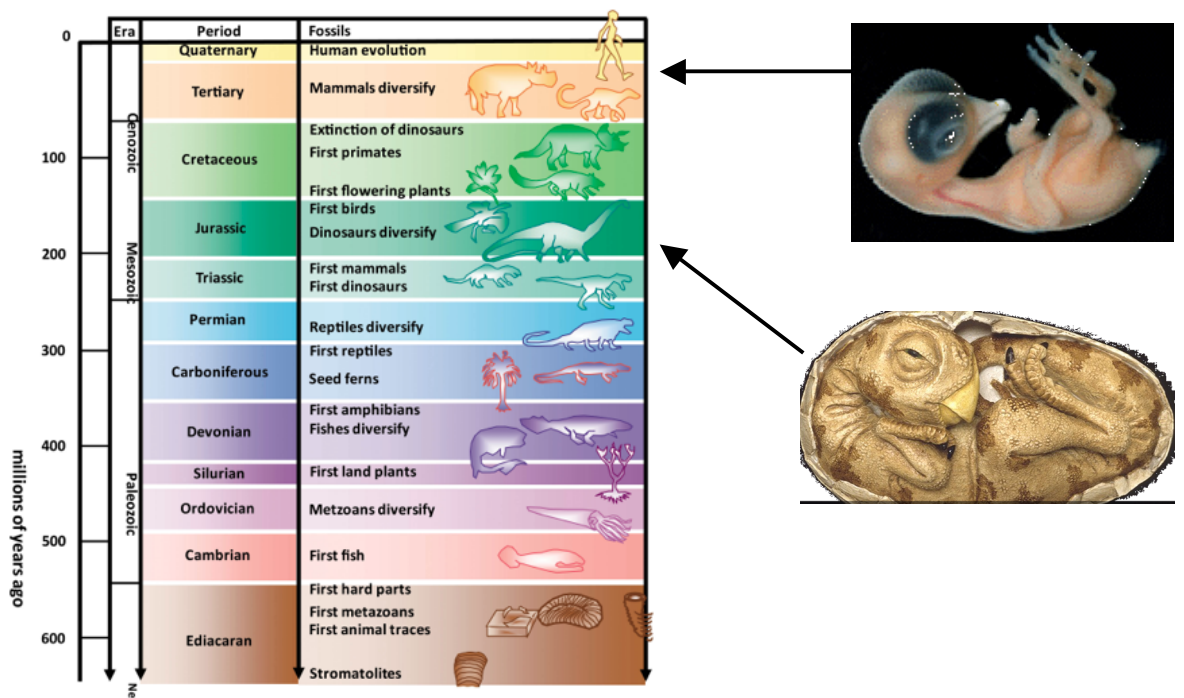 Era Period Fossils
0
Quaternary Human evolution
Tertiary Mammals diversify
Cenozoic
Extinction of dinosaurs
100 Cretaceous First primates
First flowering plants
First birds
Jurassic Dinosaurs diversify
200
Mesozoic
Triassic First mammals
First dinosaurs
Permian Reptiles diversify
300 First reptiles
Carboniferous Seed ferns
First amphibians
Devonian Fishes diversify
400
Silurian First land plants
Paleozoic
Ordovician Metzoans diversify
500
Cambrian First fish
millions of years ago
First hard parts
First metazoans
600 Ediacaran First animal traces
Stromatolites
Ne